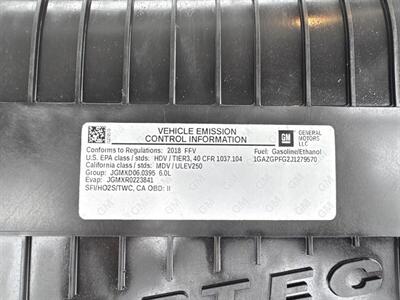 VEHICLE EMISSION
CONTROL INFORMATION
GM
GENERAL
MOTORS
LLC
Conforms to Regulations: 2018 FFV
Fuel: Gasoline/Ethanol
U.S. EPA class / stds: HDV / TIER3, 40 CFR 1037.104
1GAZGPFG2J1279570
California class / stds: MDV / ULEV250
Group: JGMXD06.0395 6.0L
Evap: JGMXR0223841
SFI/HO2S/TWC, CA OBD: II